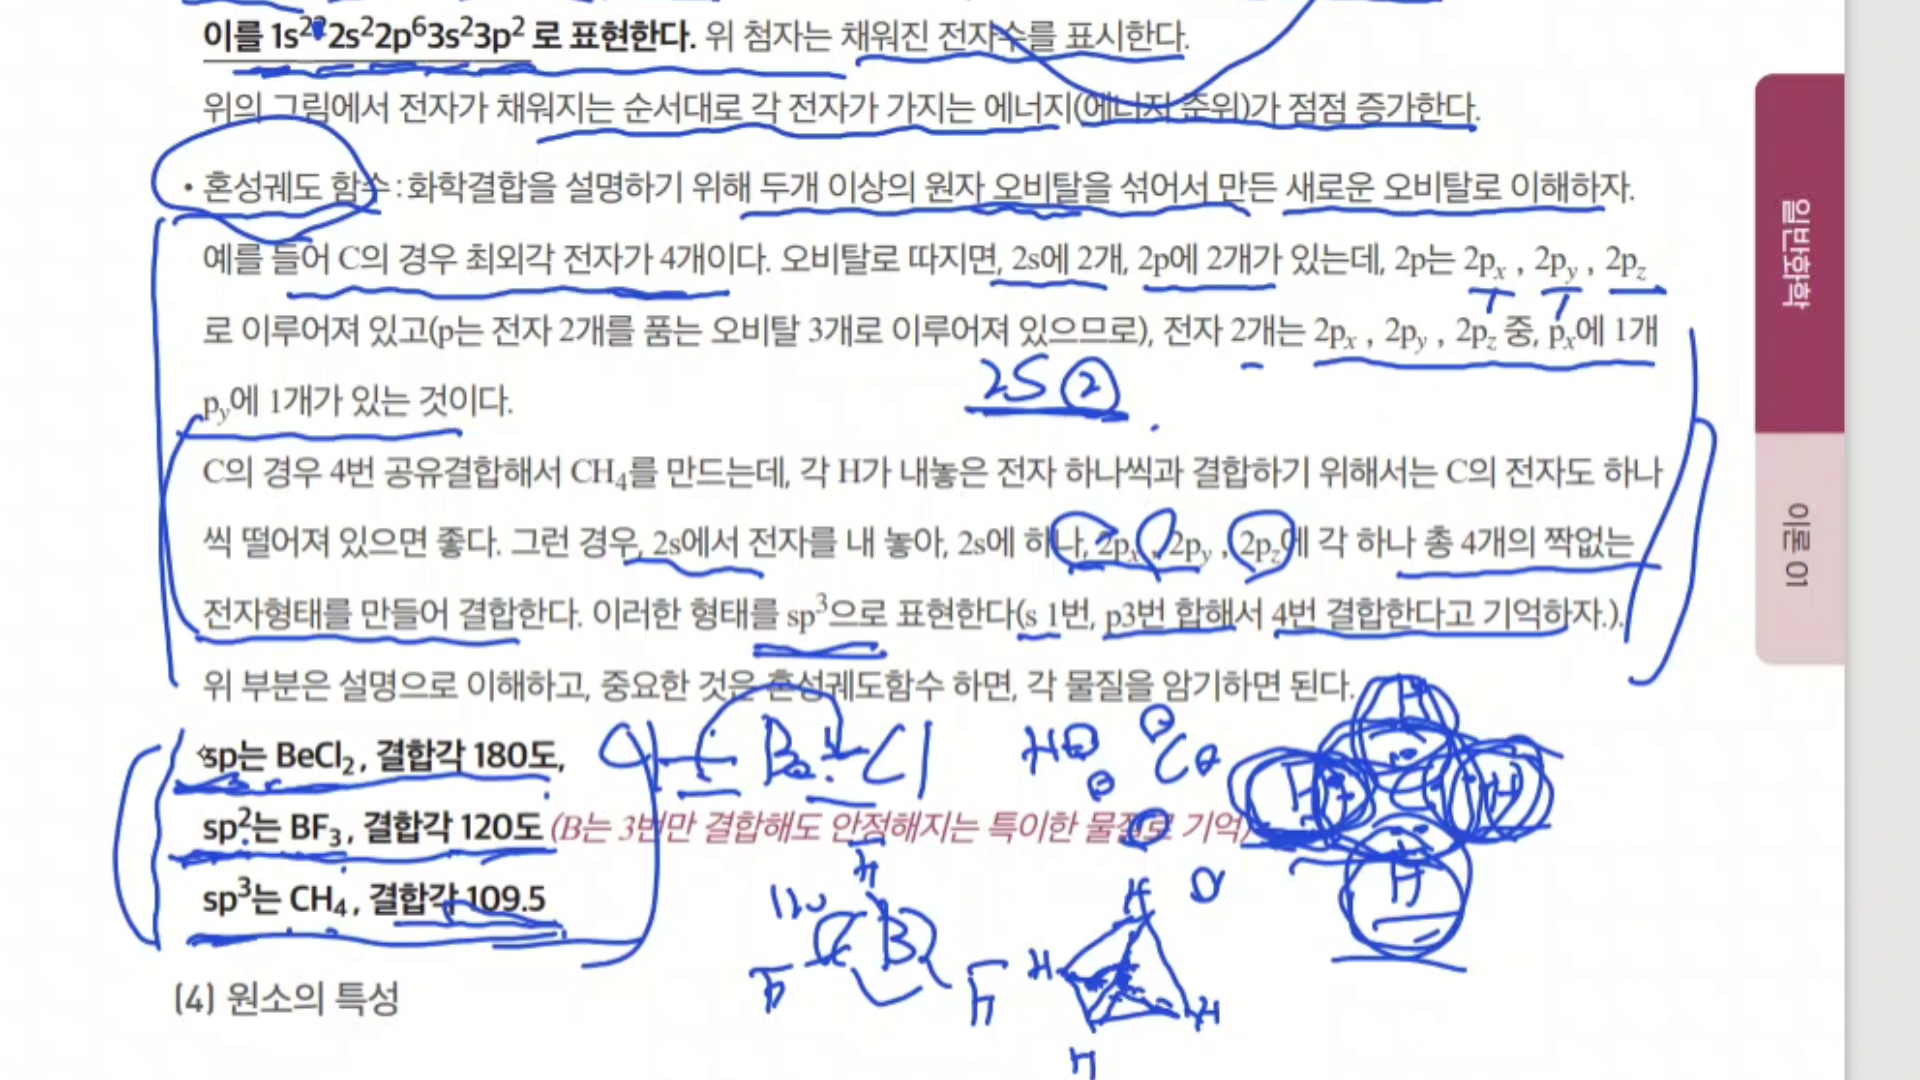 이를 1s²2s²2p⁶3s²3p² 로 표현한다. 위 첨자는 채워진 전자수를 표시한다.
위의 그림에서 전자가 채워지는 순서대로 각 전자가 가지는 에너지(에너지 준위)가 점점 증가한다.
• 혼성궤도 함수 : 화학결합을 설명하기 위해 두개 이상의 원자 오비탈을 섞어서 만든 새로운 오비탈로 이해하자.
예를 들어 C의 경우 최외각 전자가 4개이다. 오비탈로 따지면, 2s에 2개, 2p에 2개가 있는데, 2p는 2pₓ , 2p_y , 2p_z
로 이루어져 있고(p는 전자 2개를 품는 오비탈 3개로 이루어져 있으므로), 전자 2개는 2pₓ , 2p_y , 2p_z 중, pₓ에 1개
p_y에 1개가 있는 것이다.
2S ②
C의 경우 4번 공유결합해서 CH₄를 만드는데, 각 H가 내놓은 전자 하나씩과 결합하기 위해서는 C의 전자도 하나
씩 떨어져 있으면 좋다. 그런 경우, 2s에서 전자를 내 놓아, 2s에 하나, 2pₓ , 2p_y , 2p_z에 각 하나 총 4개의 짝없는
전자형태를 만들어 결합한다. 이러한 형태를 sp³으로 표현한다(s 1번, p3번 합해서 4번 결합한다고 기억하자.).
위 부분은 설명으로 이해하고, 중요한 것은 혼성궤도함수 하면, 각 물질을 암기하면 된다.
sp는 BeCl₂ , 결합각 180도,
Cl Be Cl
H C
H
H H
H
sp²는 BF₃ , 결합각 120도 (B는 3번만 결합해도 안정해지는 특이한 물질로 기억)
F
B
F F
sp³는 CH₄ , 결합각 109.5
H
H H
H
(4) 원소의 특성
일반화학
이론 01